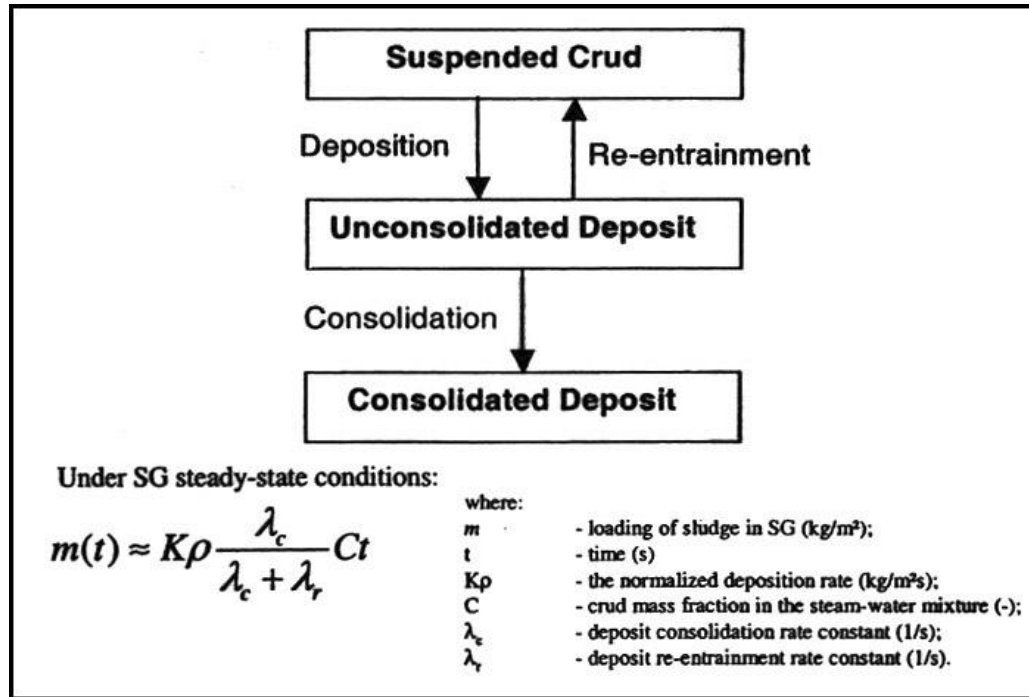 Suspended Crud
Deposition
Re-entrainment
Unconsolidated Deposit
Consolidation
Consolidated Deposit
Under SG steady-state conditions:
m(t) ≈ Kρ λc / (λc + λr) Ct
where:
m - loading of sludge in SG (kg/m²);
t - time (s)
Kρ - the normalized deposition rate (kg/m²s);
C - crud mass fraction in the steam-water mixture (-);
λc - deposit consolidation rate constant (1/s);
λr - deposit re-entrainment rate constant (1/s).